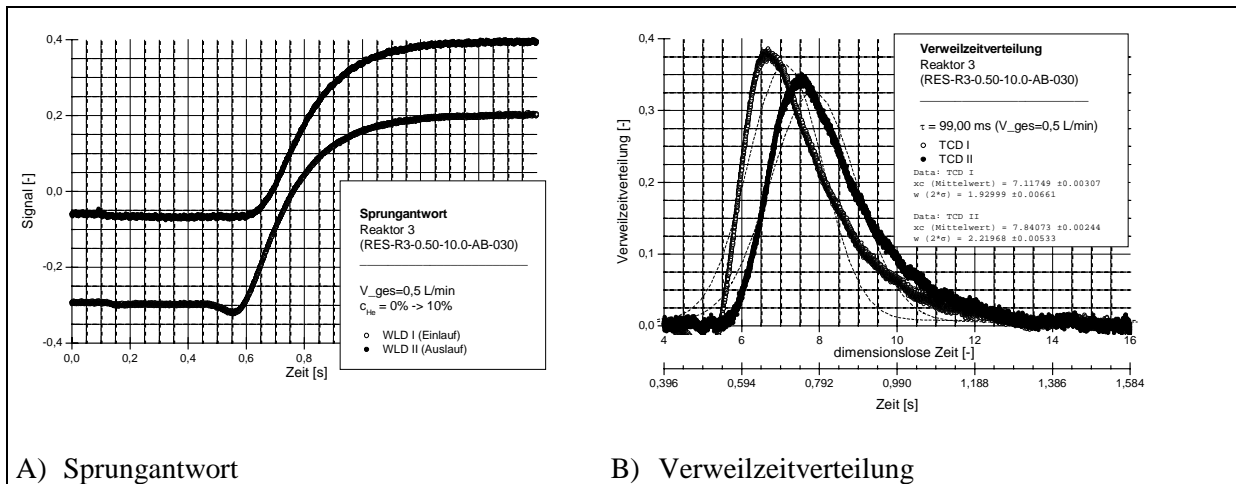 0,4
0,2
0,0
-0,2
-0,4
Signal [-]
0,0 0,2 0,4 0,6 0,8
Zeit [s]
Sprungantwort
Reaktor 3
(RES-R3-0.50-10.0-AB-030)
V_ges=0,5 L/min
c_He = 0% -> 10%
WLD I (Einlauf)
WLD II (Auslauf)
0,4
0,3
0,2
0,1
0,0
Verweilzeitverteilung [-]
4 6 8 10 12 14 16
dimensionslose Zeit [-]
0,396 0,594 0,792 0,990 1,188 1,386 1,584
Zeit [s]
Verweilzeitverteilung
Reaktor 3
(RES-R3-0.50-10.0-AB-030)
τ = 99,00 ms (V_ges=0,5 L/min)
TCD I
TCD II
Data: TCD I
xc (Mittelwert) = 7.11749 ±0.00307
w (2*σ) = 1.92999 ±0.00661
Data: TCD II
xc (Mittelwert) = 7.84073 ±0.00244
w (2*σ) = 2.21968 ±0.00533
A) Sprungantwort
B) Verweilzeitverteilung